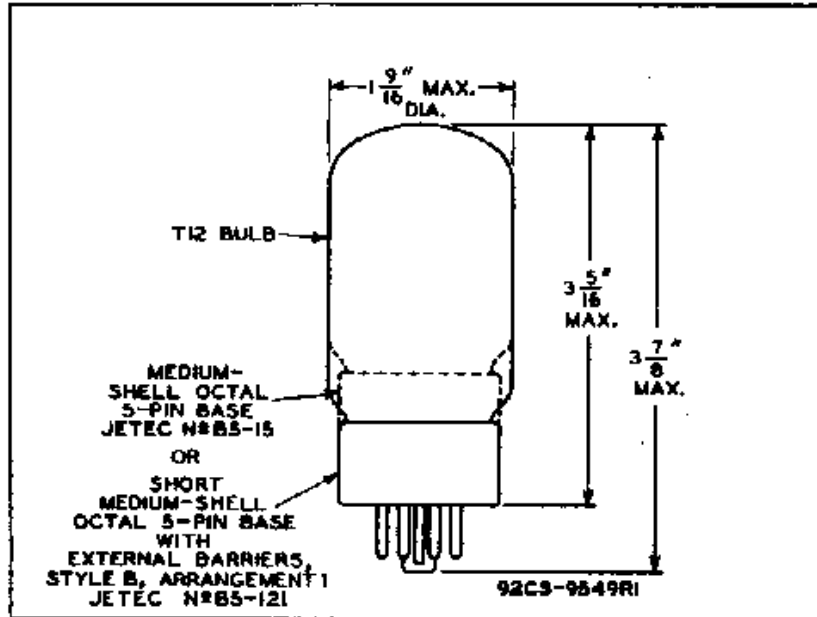 1 9/16" MAX.
DIA.
T12 BULB
3 5/16"
MAX.
3 7/8"
MAX.
MEDIUM-
SHELL OCTAL
5-PIN BASE
JETEC Nº B5-15
OR
SHORT
MEDIUM-SHELL
OCTAL 5-PIN BASE
WITH
EXTERNAL BARRIERS,
STYLE B, ARRANGEMENT 1
JETEC Nº B5-121
92CS-9549R1